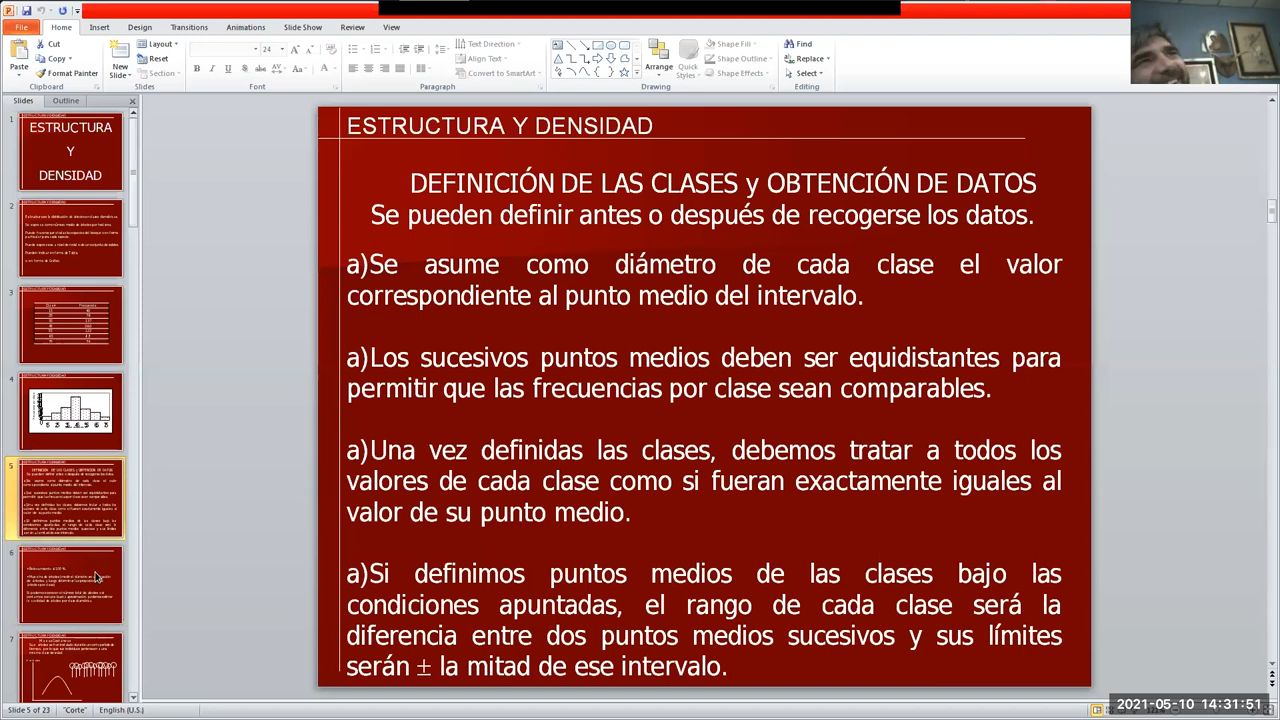 File
Home
Insert
Design
Transitions
Animations
Slide Show
Review
View
Paste
Cut
Copy
Format Painter
Clipboard
New
Slide
Layout
Reset
Section
Slides
24
Font
Text Direction
Align Text
Convert to SmartArt
Paragraph
Arrange
Quick
Styles
Shape Fill
Shape Outline
Shape Effects
Drawing
Find
Replace
Select
Editing
Slides
Outline
1
ESTRUCTURA
Y
DENSIDAD
2
3
4
5
6
7
ESTRUCTURA Y DENSIDAD
DEFINICIÓN DE LAS CLASES y OBTENCIÓN DE DATOS
Se pueden definir antes o después de recogerse los datos.
a)Se asume como diámetro de cada clase el valor
correspondiente al punto medio del intervalo.
a)Los sucesivos puntos medios deben ser equidistantes para
permitir que las frecuencias por clase sean comparables.
a)Una vez definidas las clases, debemos tratar a todos los
valores de cada clase como si fueran exactamente iguales al
valor de su punto medio.
a)Si definimos puntos medios de las clases bajo las
condiciones apuntadas, el rango de cada clase será la
diferencia entre dos puntos medios sucesivos y sus límites
serán ± la mitad de ese intervalo.
Slide 5 of 23
"Corte"
English (U.S.)
2021-05-10 14:31:51